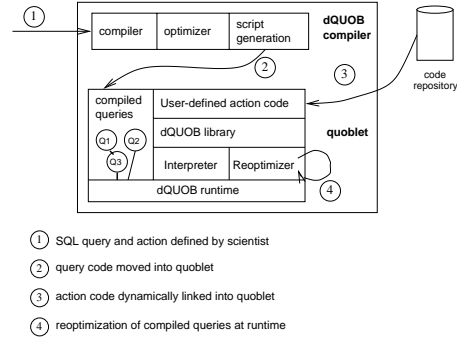 1
dQUOB
compiler
compiler
optimizer
script
generation
2
3
code
repository
compiled
queries
Q1
Q2
Q3
User-defined action code
dQUOB library
quoblet
Interpreter
Reoptimizer
4
dQUOB runtime
1 SQL query and action defined by scientist
2 query code moved into quoblet
3 action code dynamically linked into quoblet
4 reoptimization of compiled queries at runtime